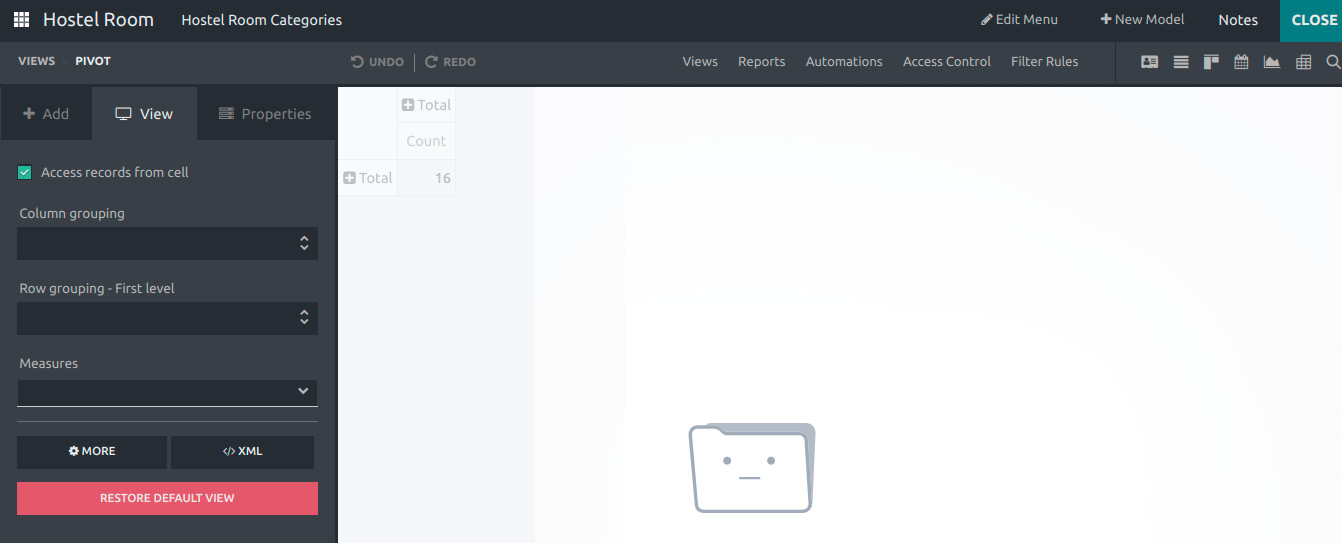 Hostel Room Hostel Room Categories Edit Menu New Model Notes CLOSE
VIEWS PIVOT UNDO REDO Views Reports Automations Access Control Filter Rules
Add View Properties
Total
Count
Total 16
Access records from cell
Column grouping
Row grouping - First level
Measures
MORE </> XML
RESTORE DEFAULT VIEW